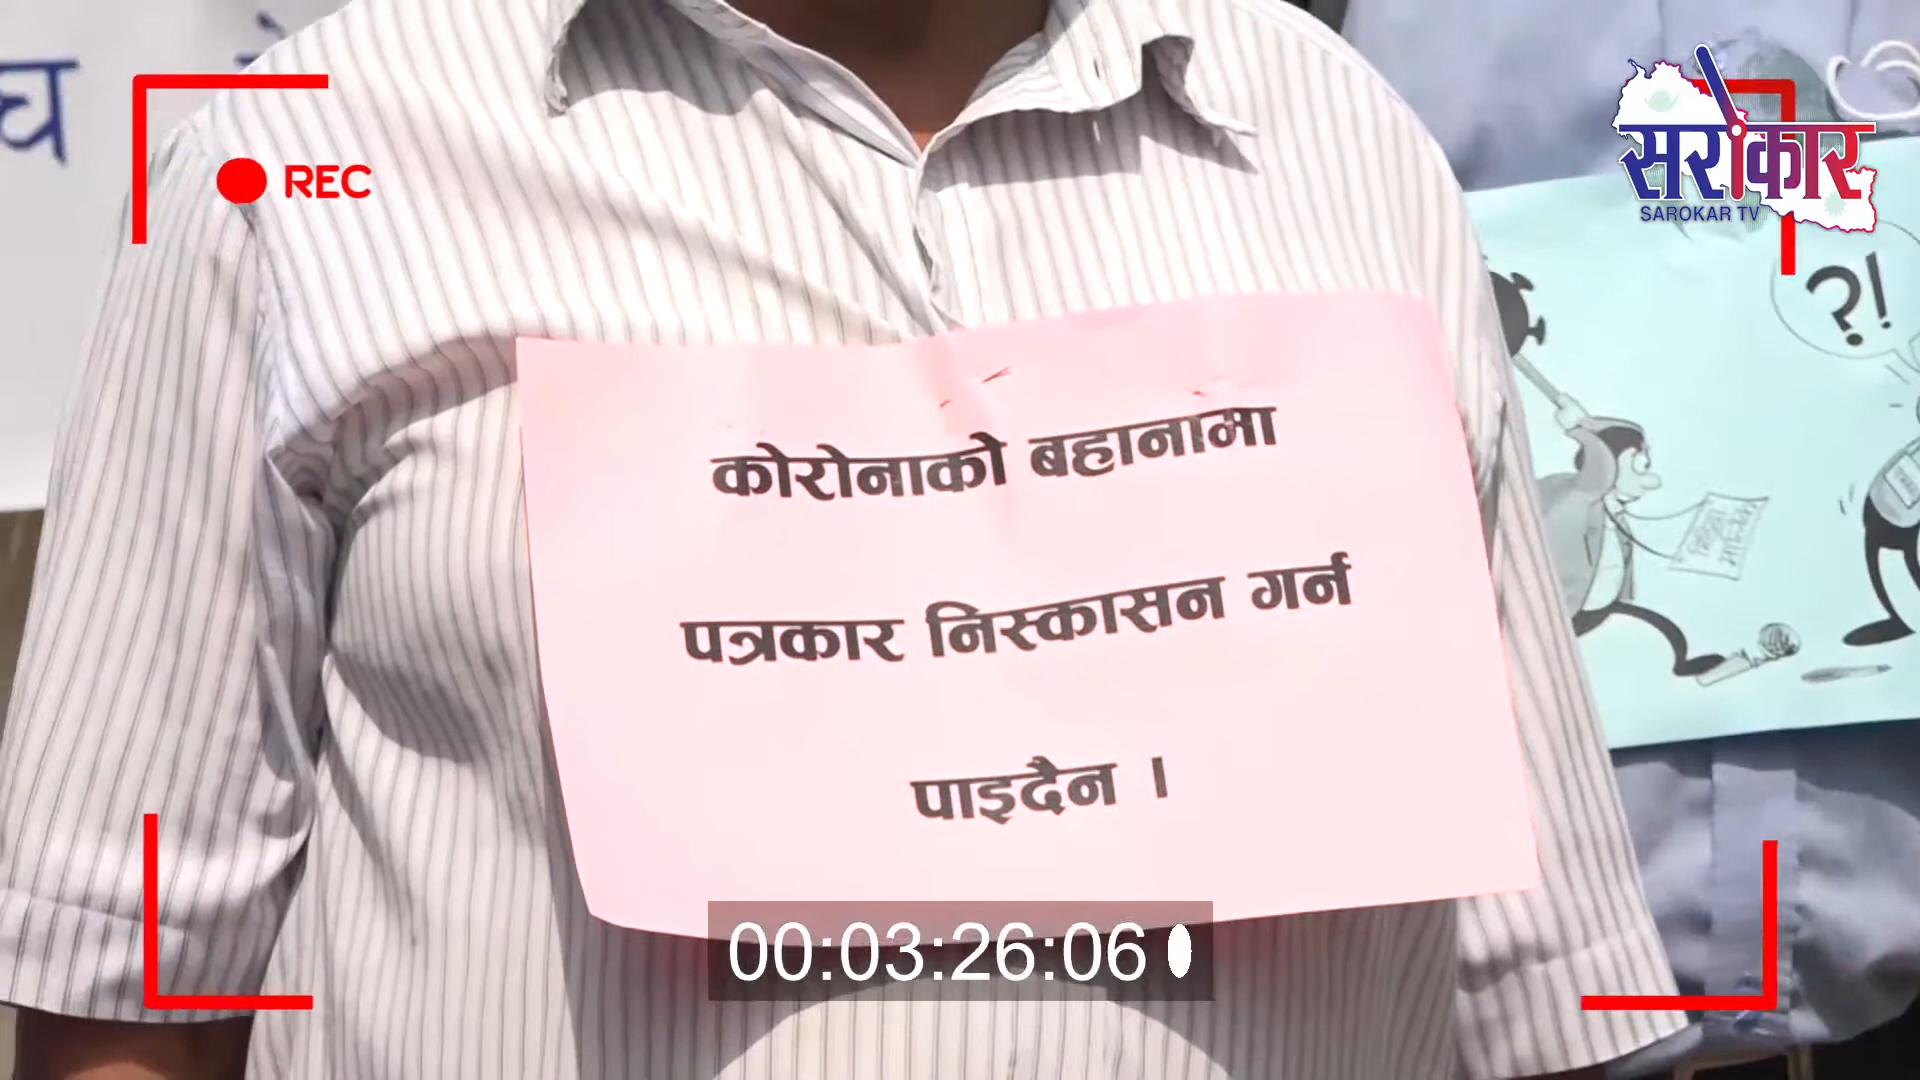 REC
सरोकार
SAROKAR TV
?!
कोरोनाको बहानामा
पत्रकार निस्कासन गर्न
पाइदैन ।
00:03:26:06